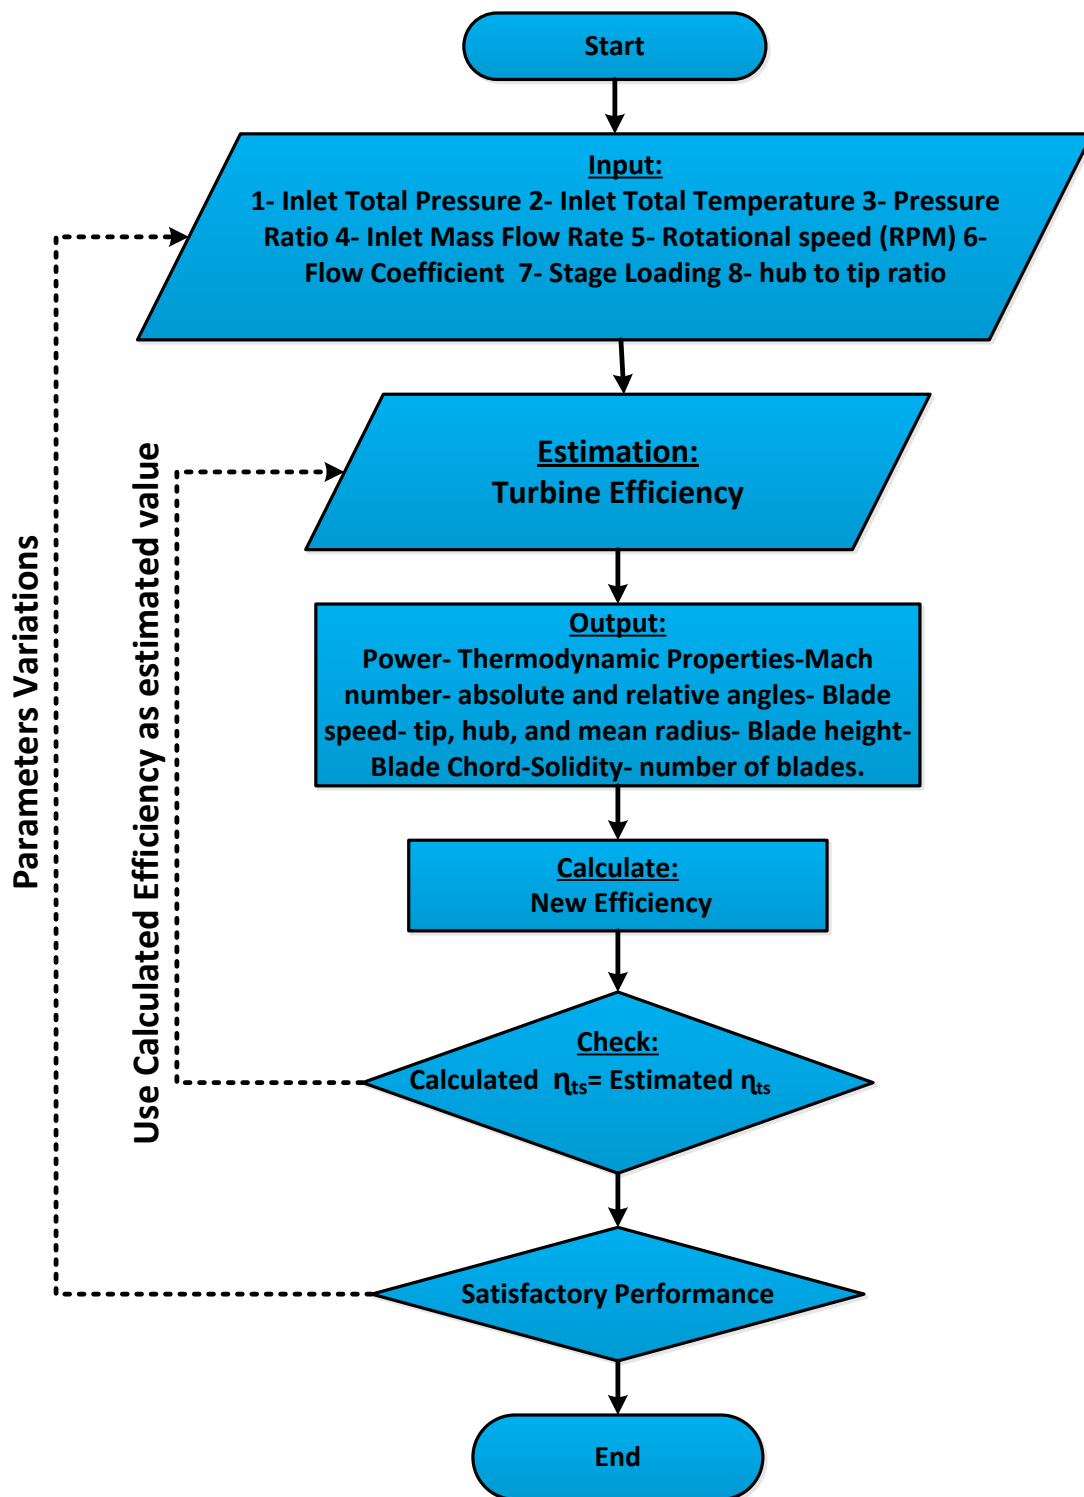 Start
Input:
1- Inlet Total Pressure 2- Inlet Total Temperature 3- Pressure
Ratio 4- Inlet Mass Flow Rate 5- Rotational speed (RPM) 6-
Flow Coefficient  7- Stage Loading 8- hub to tip ratio
Estimation:
Turbine Efficiency
Output:
Power- Thermodynamic Properties-Mach
number- absolute and relative angles- Blade
speed- tip, hub, and mean radius- Blade height-
Blade Chord-Solidity- number of blades.
Calculate:
New Efficiency
Check:
Calculated  ηts= Estimated ηts
Satisfactory Performance
End
Use Calculated Efficiency as estimated value
Parameters Variations